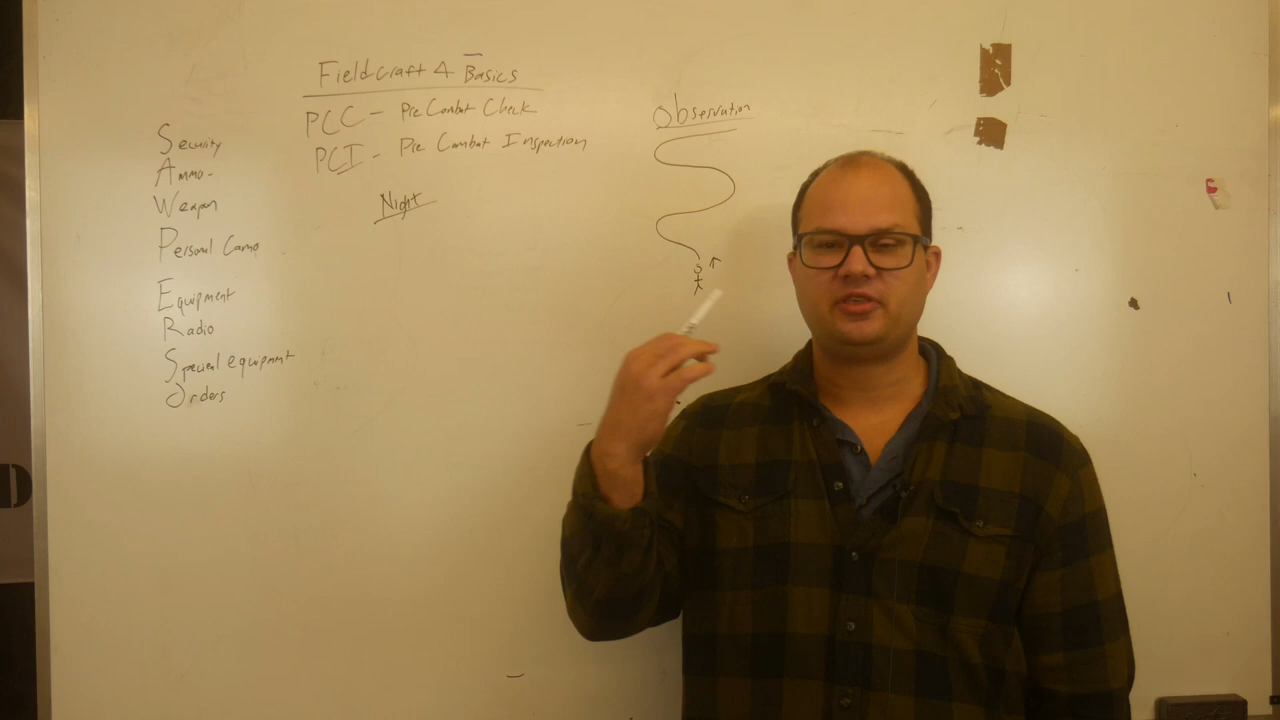 Fieldcraft 4 Basics
PCC - Pre Combat Check
PCI - Pre Combat Inspection
Night
Security
Ammo -
Weapon
Personal Camo
Equipment
Radio
Special equipment
Orders
Observation
D